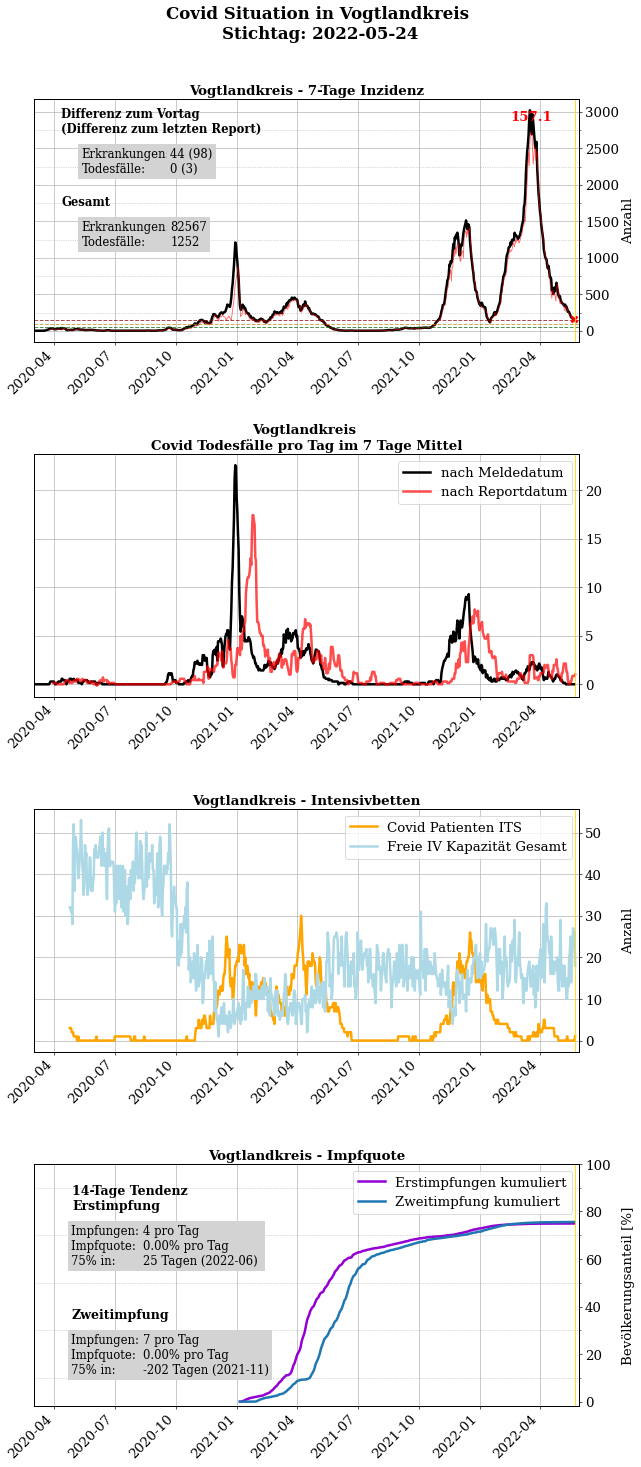 Covid Situation in Vogtlandkreis
Stichtag: 2022-05-24
Vogtlandkreis - 7-Tage Inzidenz
Differenz zum Vortag
(Differenz zum letzten Report)
Erkrankungen 44 (98)
Todesfälle: 0 (3)
Gesamt
Erkrankungen 82567
Todesfälle: 1252
157.1
3000
2500
2000
1500
1000
500
0
Anzahl
2020-04
2020-07
2020-10
2021-01
2021-04
2021-07
2021-10
2022-01
2022-04
Vogtlandkreis
Covid Todesfälle pro Tag im 7 Tage Mittel
nach Meldedatum
nach Reportdatum
20
15
10
5
0
2020-04
2020-07
2020-10
2021-01
2021-04
2021-07
2021-10
2022-01
2022-04
Vogtlandkreis - Intensivbetten
Covid Patienten ITS
Freie IV Kapazität Gesamt
50
40
30
20
10
0
Anzahl
2020-04
2020-07
2020-10
2021-01
2021-04
2021-07
2021-10
2022-01
2022-04
Vogtlandkreis - Impfquote
14-Tage Tendenz
Erstimpfung
Impfungen: 4 pro Tag
Impfquote: 0.00% pro Tag
75% in: 25 Tagen (2022-06)
Zweitimpfung
Impfungen: 7 pro Tag
Impfquote: 0.00% pro Tag
75% in: -202 Tagen (2021-11)
Erstimpfungen kumuliert
Zweitimpfung kumuliert
100
80
60
40
20
0
Bevölkerungsanteil [%]
2020-04
2020-07
2020-10
2021-01
2021-04
2021-07
2021-10
2022-01
2022-04